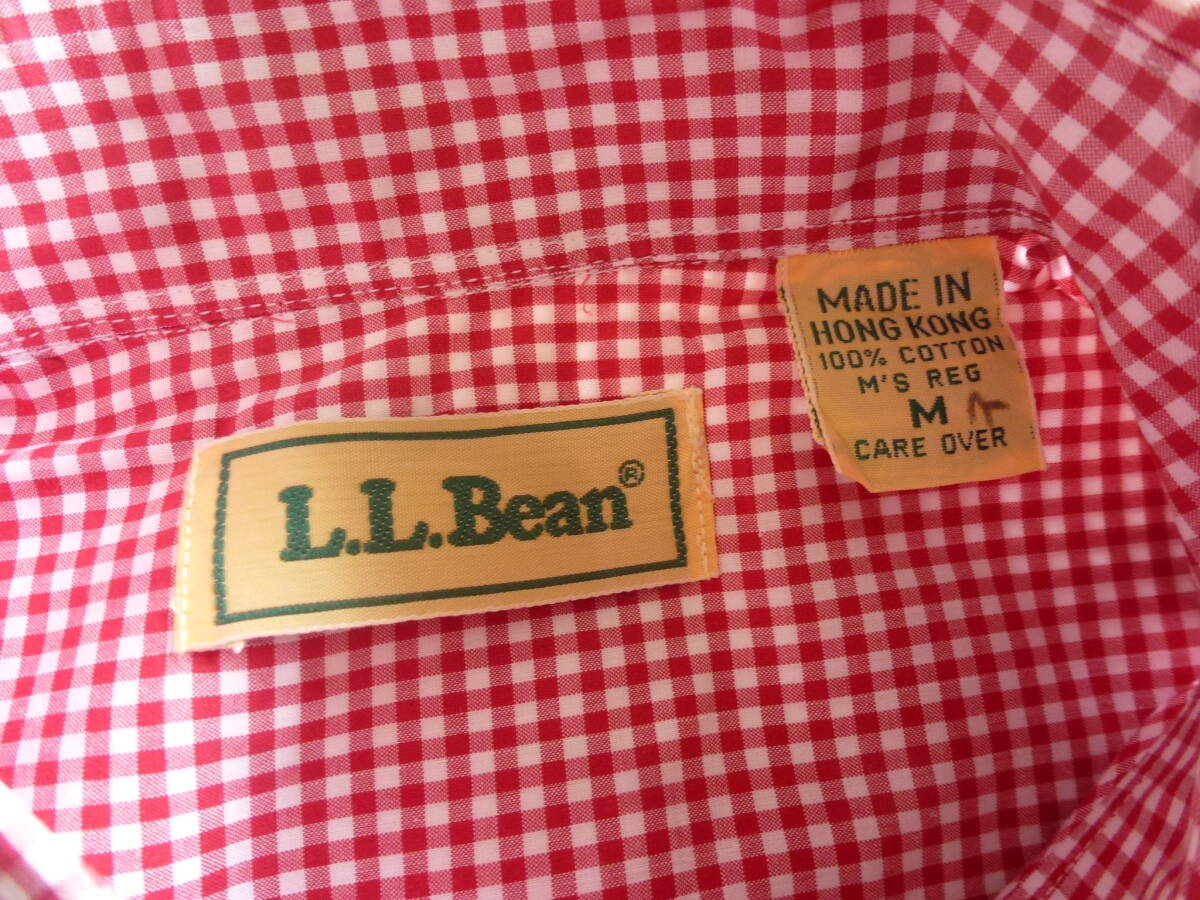 L.L.Bean®
MADE IN
HONG KONG
100% COTTON
M'S REG
M
CARE OVER